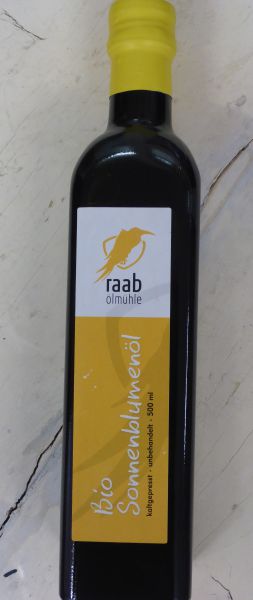 raab
ölmühle
Bio
Sonnenblumenöl
kaltgepresst - unbehandelt - 500 ml